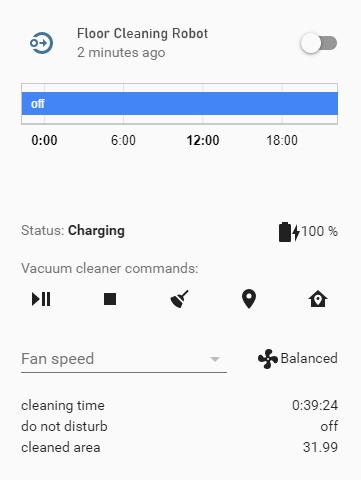 Floor Cleaning Robot
2 minutes ago
off
0:00 6:00 12:00 18:00
Status: Charging 100 %
Vacuum cleaner commands:
Fan speed Balanced
cleaning time 0:39:24
do not disturb off
cleaned area 31.99